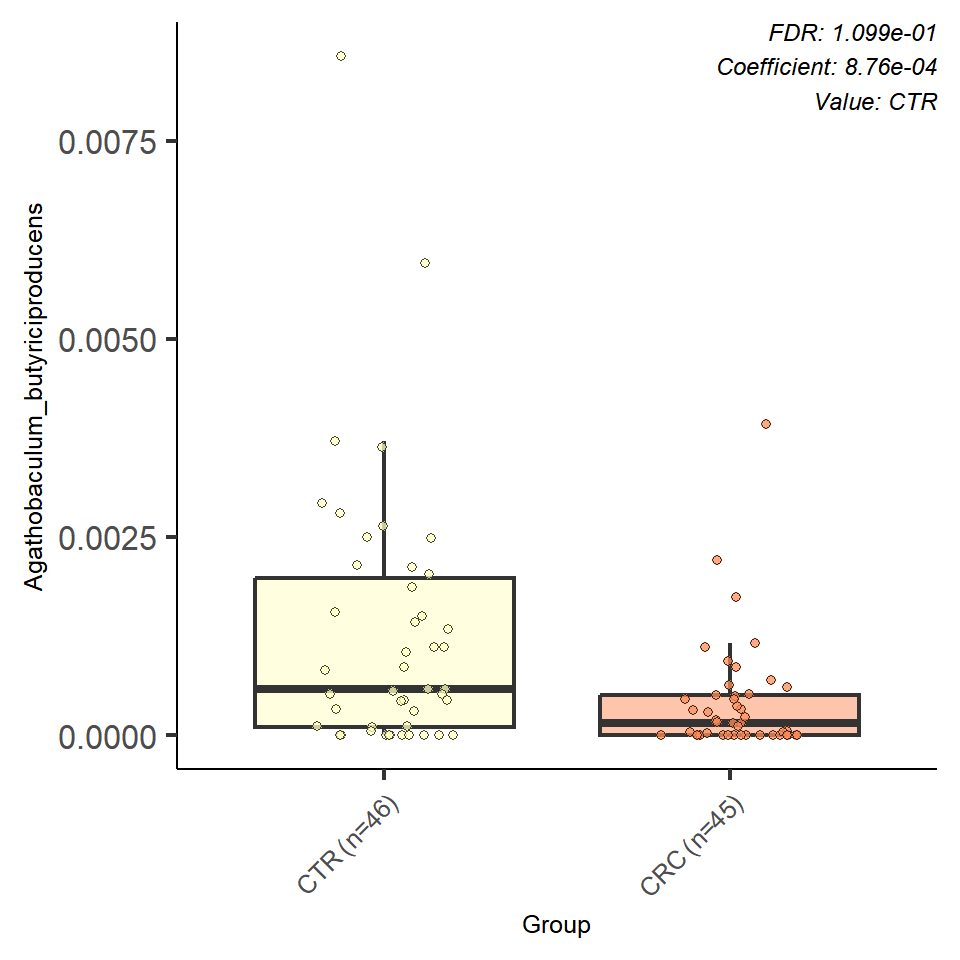 FDR: 1.099e-01
Coefficient: 8.76e-04
Value: CTR
Agathobaculum_butyriciproducens
0.0075
0.0050
0.0025
0.0000
CTR (n=46)
CRC (n=45)
Group